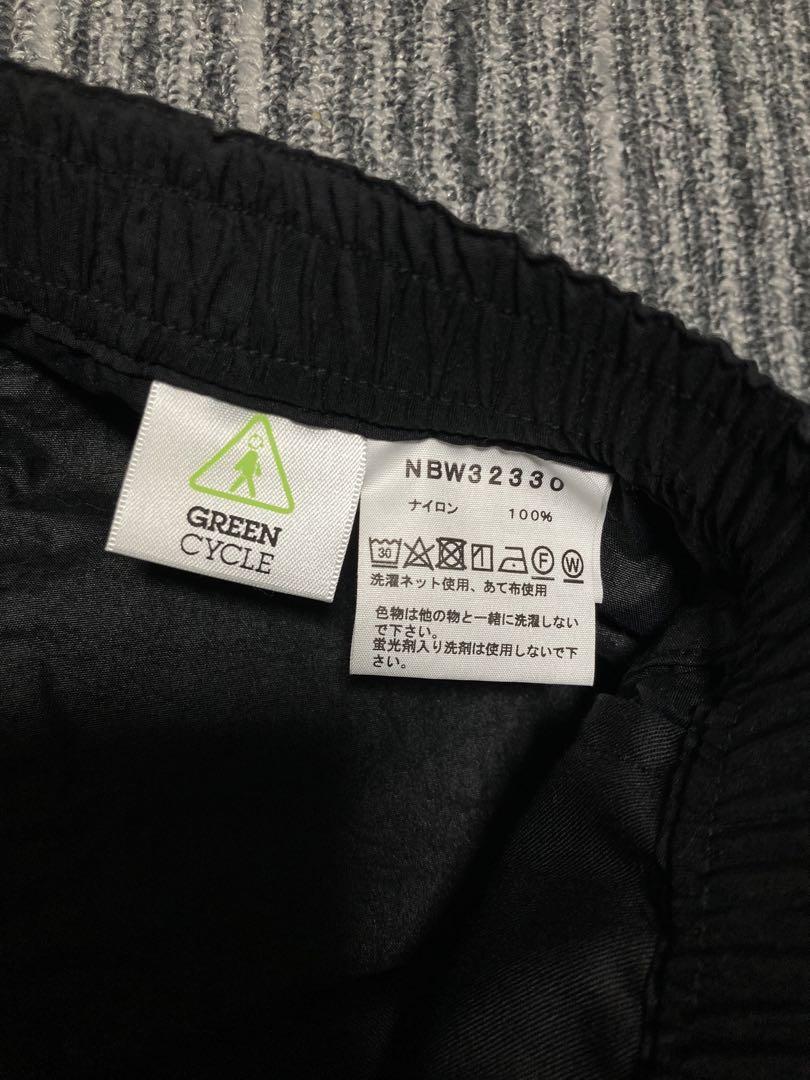 GREEN
CYCLE
NBW32330
ナイロン 100%
30 F W
洗濯ネット使用、あて布使用
色物は他の物と一緒に洗濯しない
で下さい。
蛍光剤入り洗剤は使用しないで下
さい。